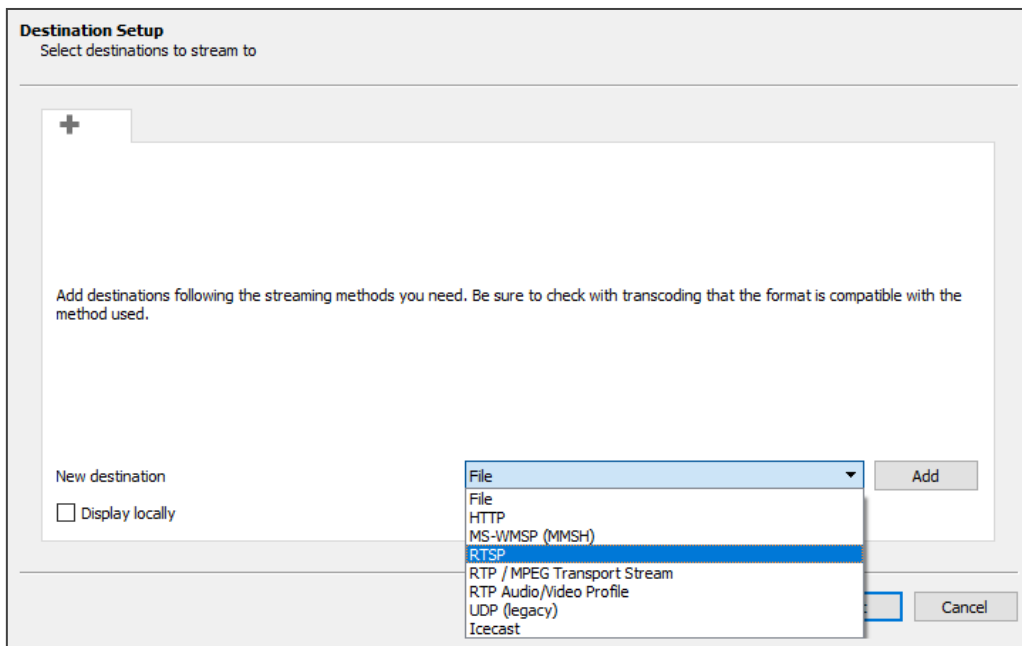 Destination Setup
Select destinations to stream to
Add destinations following the streaming methods you need. Be sure to check with transcoding that the format is compatible with the
method used.
New destination
File
Add
Display locally
File
HTTP
MS-WMSP (MMSH)
RTSP
RTP / MPEG Transport Stream
RTP Audio/Video Profile
UDP (legacy)
Icecast
Cancel